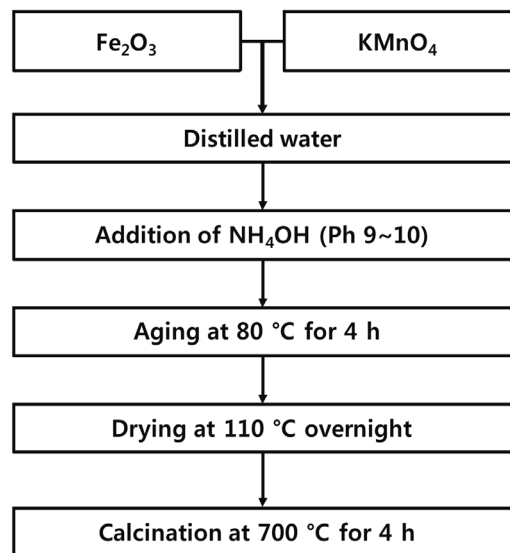 Fe₂O₃
KMnO₄
Distilled water
Addition of NH₄OH (Ph 9~10)
Aging at 80 ℃ for 4 h
Drying at 110 ℃ overnight
Calcination at 700 ℃ for 4 h